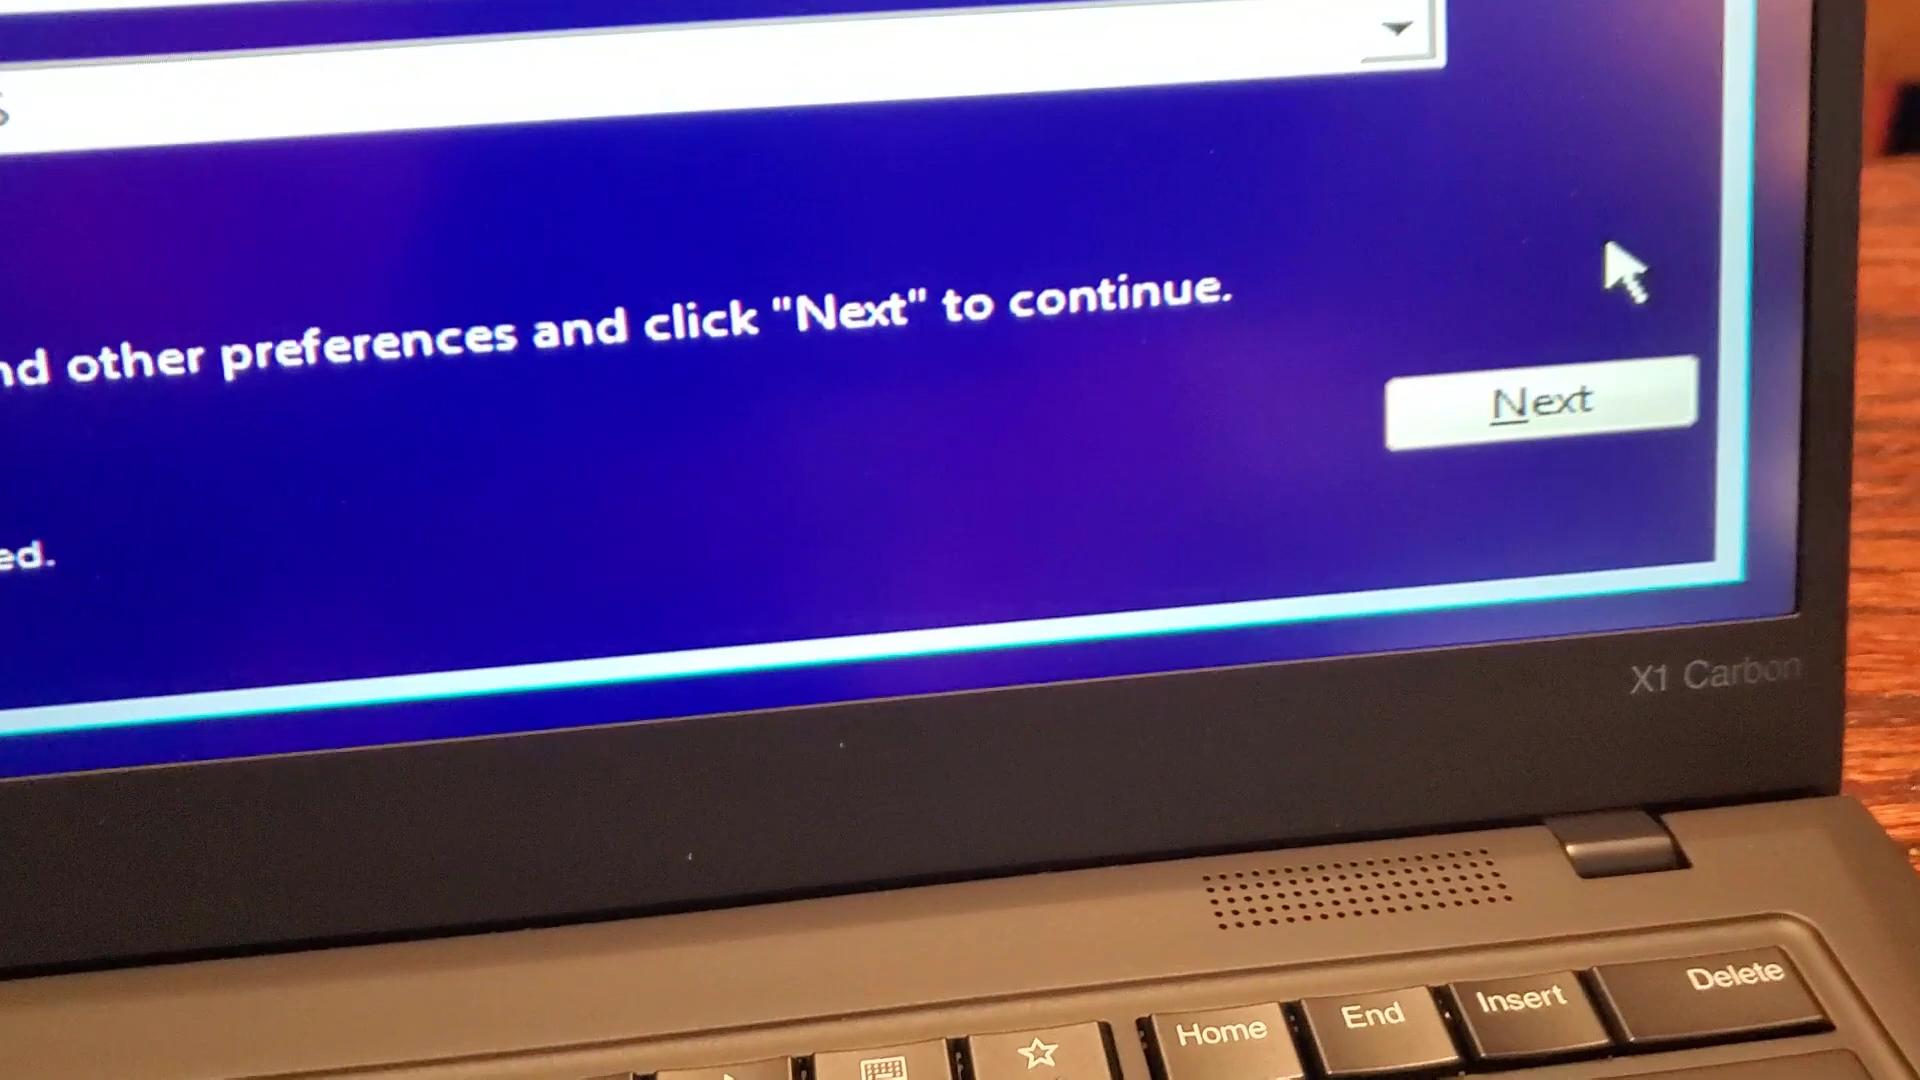 nd other preferences and click "Next" to continue.
Next
ed.
X1 Carbon
Home
End
Insert
Delete